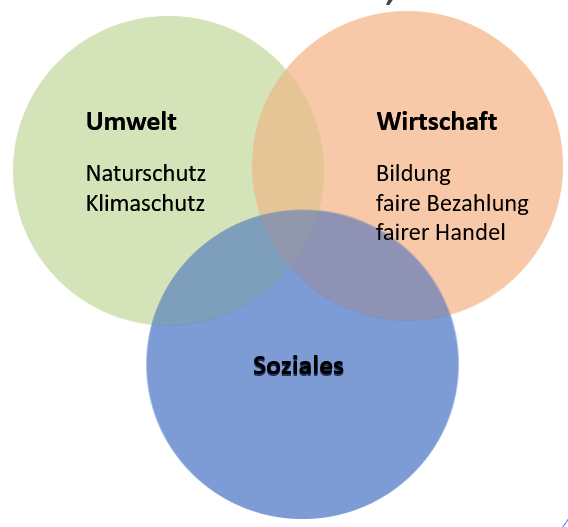 Umwelt
Naturschutz
Klimaschutz
Wirtschaft
Bildung
faire Bezahlung
fairer Handel
Soziales